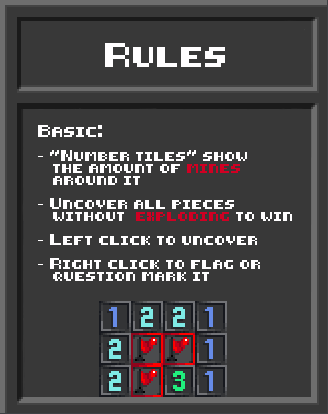 Rules
Basic:
- "Number tiles" show
the amount of mines
around it
- Uncover all pieces
without exploding to win
- Left click to uncover
- Right click to flag or
question mark it
1 2 2 1
2 1
2 3 1